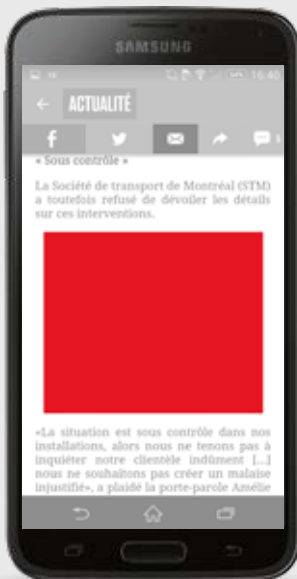 SAMSUNG
16:40
ACTUALITÉ
« Sous contrôle »
La Société de transport de Montréal (STM)
a toutefois refusé de dévoiler les détails
sur ces interventions.
«La situation est sous contrôle dans nos
installations, alors nous ne tenons pas à
inquiéter notre clientèle indûment [...]
nous ne souhaitons pas créer un malaise
injustifié», a plaidé la porte-parole Amélie